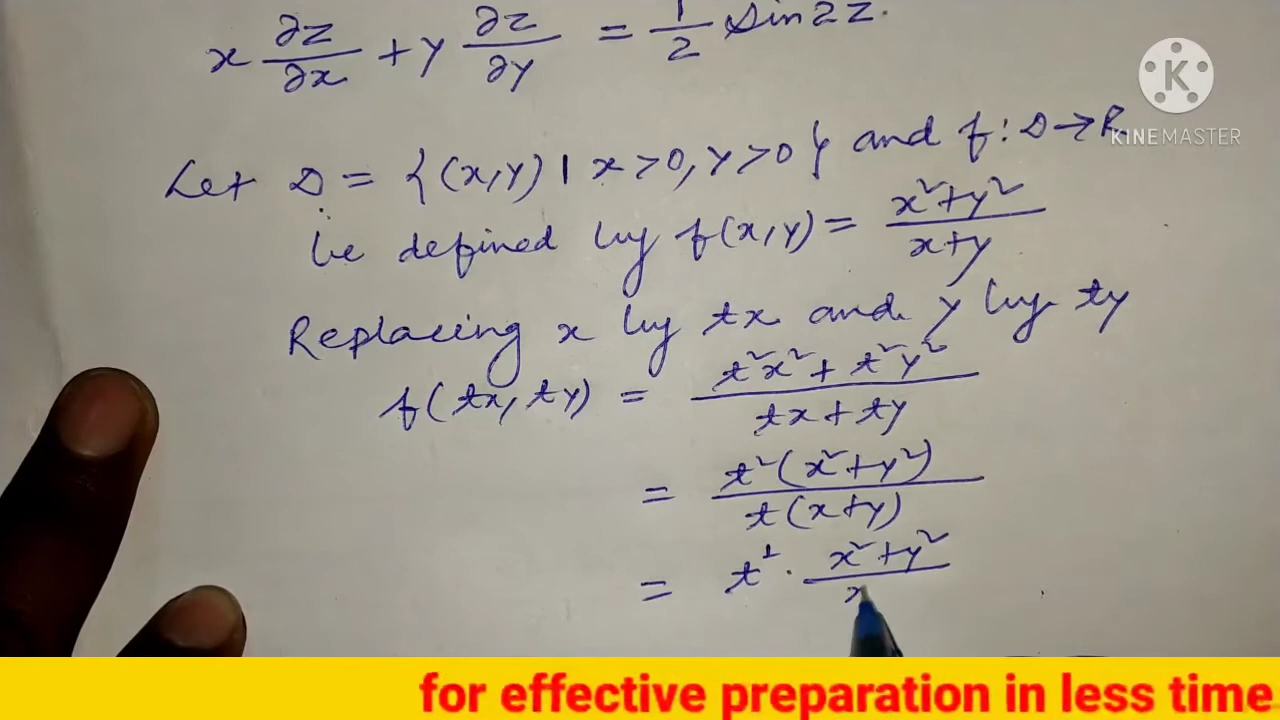 x ∂z/∂x + y ∂z/∂y = 1/2 sin2z.
Let D = {(x,y) | x>0, y>0} and f: D→R
be defined by f(x,y) = x²+y² / x+y
Replacing x by tx and y by ty
f(tx, ty) = t²x² + t²y² / tx + ty
= t²(x²+y²) / t(x+y)
= t¹ · x²+y² / x
K
KINEMASTER
for effective preparation in less time